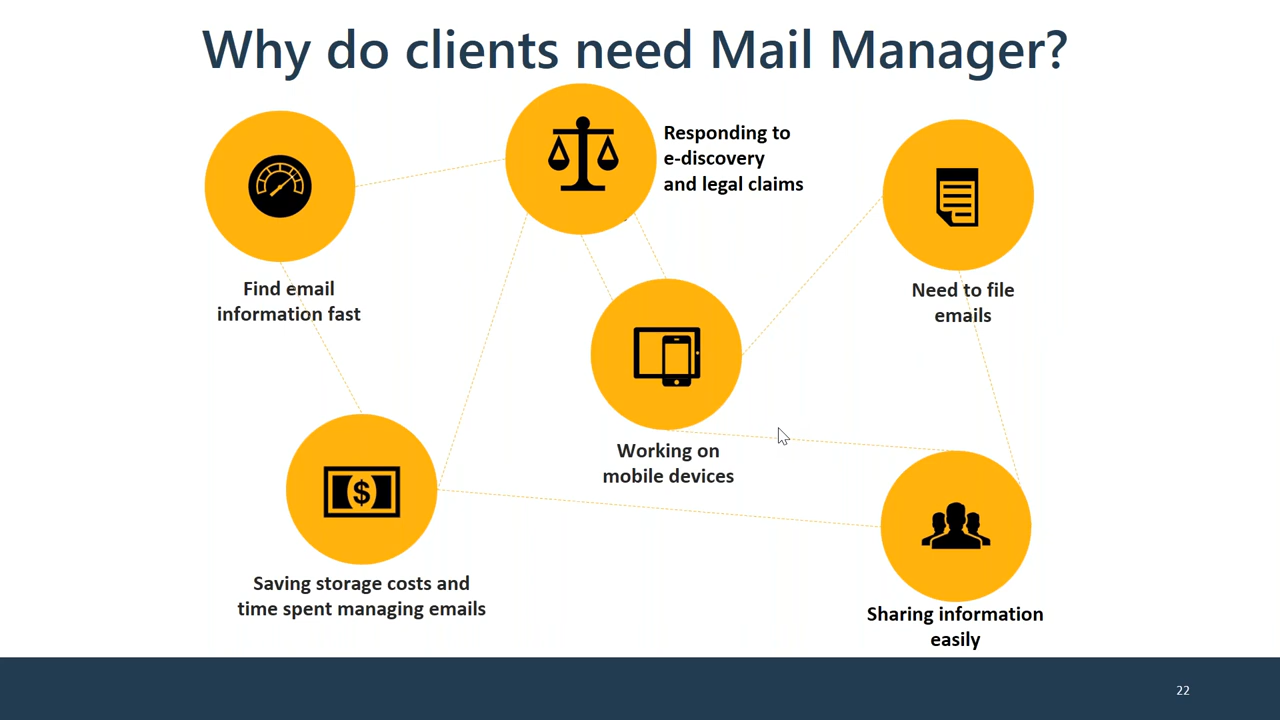 Why do clients need Mail Manager?
Responding to
e-discovery
and legal claims
Find email
information fast
Need to file
emails
Working on
mobile devices
$
Saving storage costs and
time spent managing emails
Sharing information
easily
22